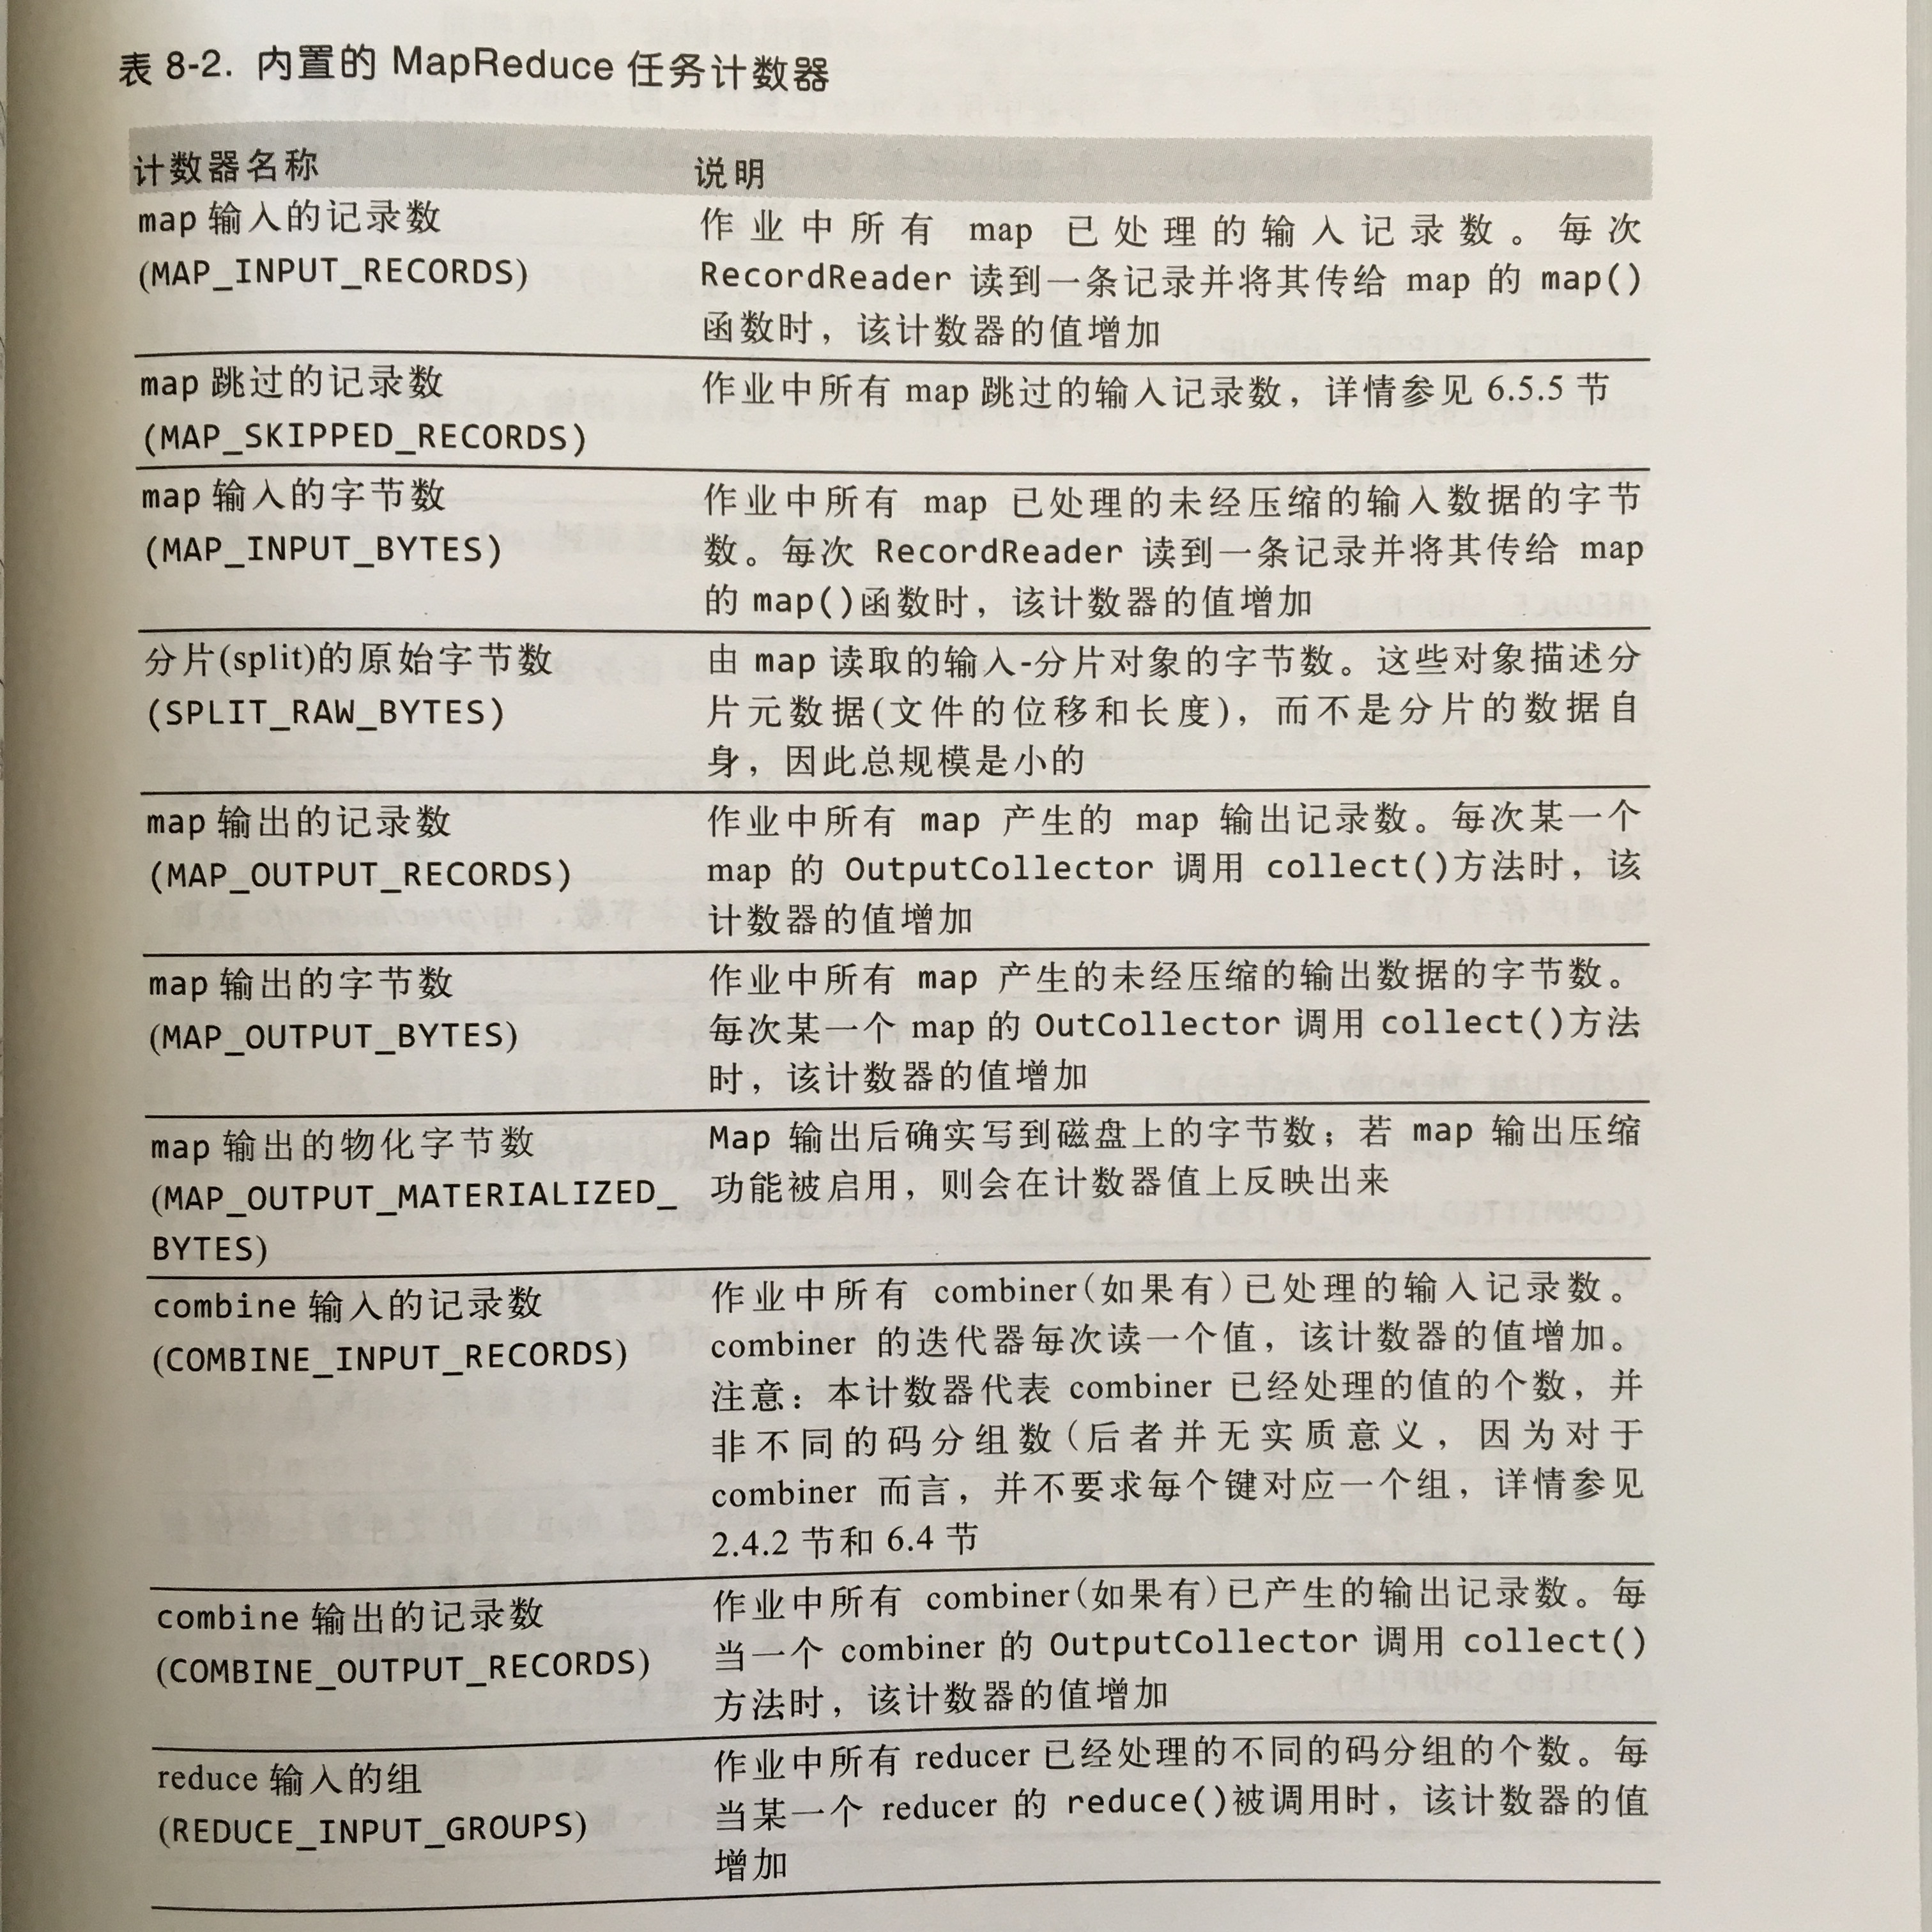 表 8-2. 内置的 MapReduce 任务计数器
计数器名称 说明
map 输入的记录数
(MAP_INPUT_RECORDS)
作业中所有 map 已处理的输入记录数。每次
RecordReader 读到一条记录并将其传给 map 的 map()
函数时，该计数器的值增加
map 跳过的记录数
(MAP_SKIPPED_RECORDS)
作业中所有 map 跳过的输入记录数，详情参见 6.5.5 节
map 输入的字节数
(MAP_INPUT_BYTES)
作业中所有 map 已处理的未经压缩的输入数据的字节
数。每次 RecordReader 读到一条记录并将其传给 map
的 map()函数时，该计数器的值增加
分片(split)的原始字节数
(SPLIT_RAW_BYTES)
由 map 读取的输入-分片对象的字节数。这些对象描述分
片元数据(文件的位移和长度)，而不是分片的数据自
身，因此总规模是小的
map 输出的记录数
(MAP_OUTPUT_RECORDS)
作业中所有 map 产生的 map 输出记录数。每次某一个
map 的 OutputCollector 调用 collect()方法时，该
计数器的值增加
map 输出的字节数
(MAP_OUTPUT_BYTES)
作业中所有 map 产生的未经压缩的输出数据的字节数。
每次某一个 map 的 OutCollector 调用 collect()方法
时，该计数器的值增加
map 输出的物化字节数
(MAP_OUTPUT_MATERIALIZED_
BYTES)
Map 输出后确实写到磁盘上的字节数；若 map 输出压缩
功能被启用，则会在计数器值上反映出来
combine 输入的记录数
(COMBINE_INPUT_RECORDS)
作业中所有 combiner(如果有)已处理的输入记录数。
combiner 的迭代器每次读一个值，该计数器的值增加。
注意：本计数器代表 combiner 已经处理的值的个数，并
非不同的码分组数(后者并无实质意义，因为对于
combiner 而言，并不要求每个键对应一个组，详情参见
2.4.2 节和 6.4 节
combine 输出的记录数
(COMBINE_OUTPUT_RECORDS)
作业中所有 combiner(如果有)已产生的输出记录数。每
当一个 combiner 的 OutputCollector 调用 collect()
方法时，该计数器的值增加
reduce 输入的组
(REDUCE_INPUT_GROUPS)
作业中所有 reducer 已经处理的不同的码分组的个数。每
当某一个 reducer 的 reduce()被调用时，该计数器的值
增加